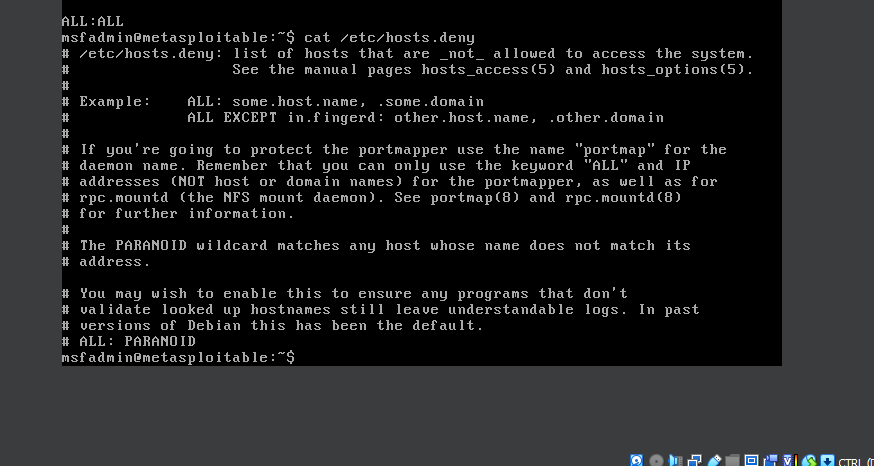 ALL:ALL
msfadmin@metasploitable:~$ cat /etc/hosts.deny
# /etc/hosts.deny: list of hosts that are _not_ allowed to access the system.
#                  See the manual pages hosts_access(5) and hosts_options(5).
#
# Example:    ALL: some.host.name, .some.domain
#             ALL EXCEPT in.fingerd: other.host.name, .other.domain
#
# If you're going to protect the portmapper use the name "portmap" for the
# daemon name. Remember that you can only use the keyword "ALL" and IP
# addresses (NOT host or domain names) for the portmapper, as well as for
# rpc.mountd (the NFS mount daemon). See portmap(8) and rpc.mountd(8)
# for further information.
#
# The PARANOID wildcard matches any host whose name does not match its
# address.

# You may wish to enable this to ensure any programs that don't
# validate looked up hostnames still leave understandable logs. In past
# versions of Debian this has been the default.
# ALL: PARANOID
msfadmin@metasploitable:~$
CTRL